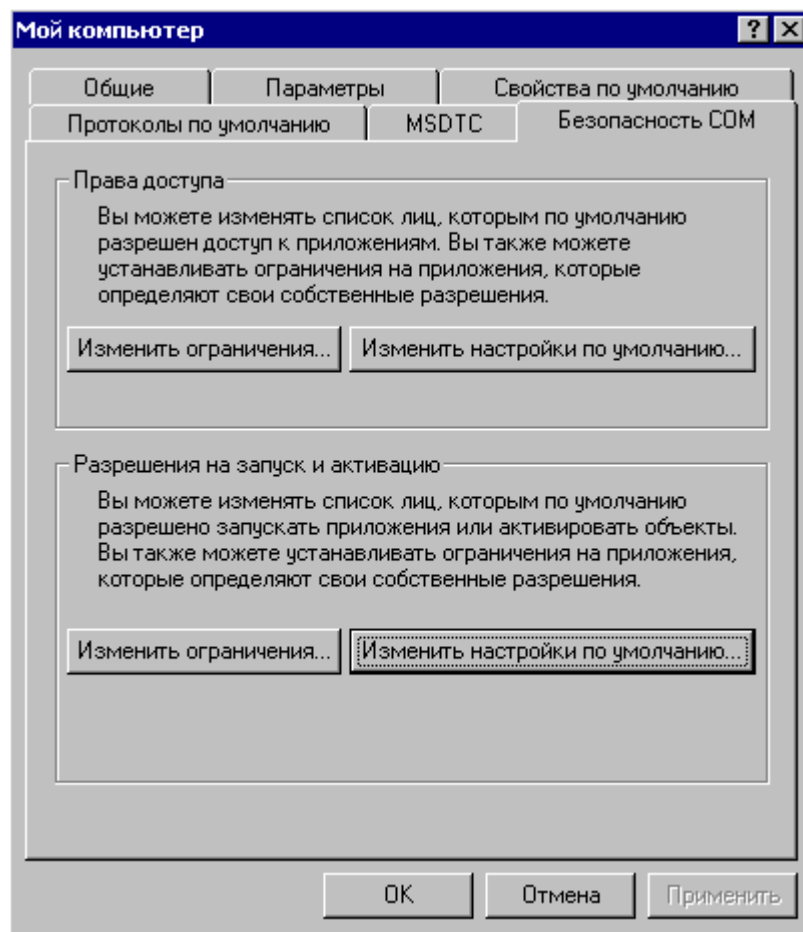 Мой компьютер
Общие Параметры Свойства по умолчанию
Протоколы по умолчанию MSDTC Безопасность COM
Права доступа
Вы можете изменять список лиц, которым по умолчанию
разрешен доступ к приложениям. Вы также можете
устанавливать ограничения на приложения, которые
определяют свои собственные разрешения.
Изменить ограничения... Изменить настройки по умолчанию...
Разрешения на запуск и активацию
Вы можете изменять список лиц, которым по умолчанию
разрешено запускать приложения или активировать объекты.
Вы также можете устанавливать ограничения на приложения,
которые определяют свои собственные разрешения.
Изменить ограничения... Изменить настройки по умолчанию...
OK Отмена Применить